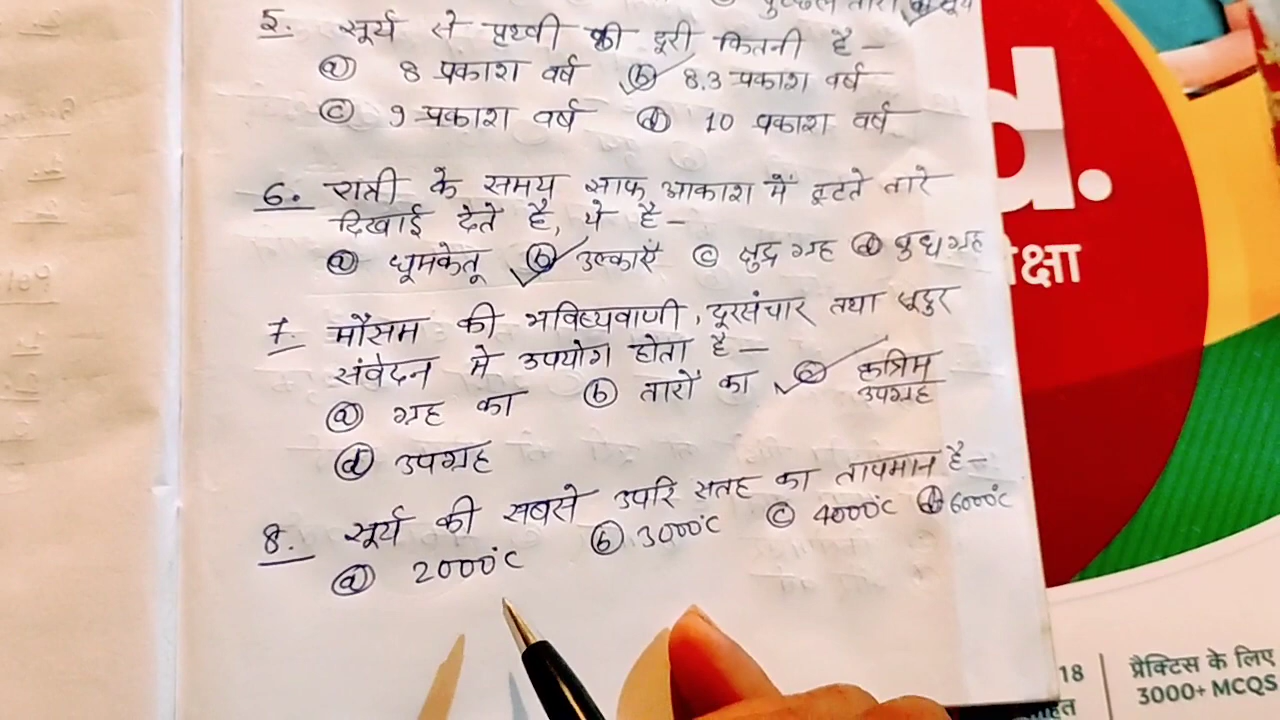 5. सूर्य से पृथ्वी की दूरी कितनी है –
ⓐ 8 प्रकाश वर्ष ⓑ 8.3 प्रकाश वर्ष
ⓒ 9 प्रकाश वर्ष ⓓ 10 प्रकाश वर्ष
6. रात्री के समय साफ आकाश में टूटते तारे
दिखाई देते है, ये है –
ⓐ धूमकेतू ⓑ उल्काएँ ⓒ क्षुद्र ग्रह ⓓ बुध ग्रह
7. मौसम की भविष्यवाणी, दूरसंचार तथा सूदुर
संवेदन मे उपयोग होता है –
ⓐ ग्रह का ⓑ तारों का ⓒ कत्रिम
उपग्रह
ⓓ उपग्रह
8. सूर्य की सबसे उपरि सतह का तापमान है –
ⓐ 2000°C ⓑ 3000°C ⓒ 4000°C ⓓ 6000°C
d.
क्षा
18
प्रैक्टिस के लिए
3000+ MCQS